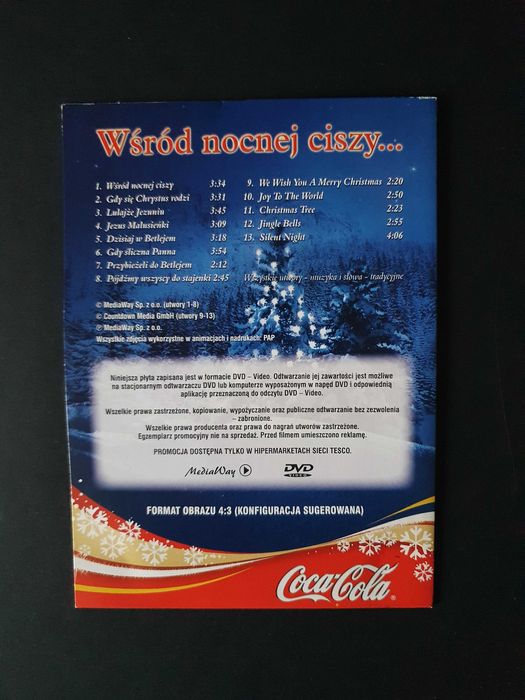 Wśród nocnej ciszy...
1. Wśród nocnej ciszy 3:34
2. Gdy się Chrystus rodzi 3:31
3. Lulajże Jezuniu 3:45
4. Jezus Malusieńki 3:09
5. Dzisiaj w Betlejem 3:18
6. Gdy śliczna Panna 3:54
7. Przybieżeli do Betlejem 2:12
8. Pójdźmy wszyscy do stajenki 2:45
9. We Wish You A Merry Christmas 2:20
10. Joy To The World 2:50
11. Christmas Tree 2:23
12. Jingle Bells 2:55
13. Silent Night 4:06
Wszystkie utwory - muzyka i słowa - tradycyjne
© MediaWay Sp. z o.o. (utwory 1-8)
© Countdown Media GmbH (utwory 9-13)
℗ MediaWay Sp. z o.o.
Wszystkie zdjęcia wykorzystne w animacjach i nadrukach: PAP
Niniejsza płyta zapisana jest w formacie DVD – Video. Odtwarzanie jej zawartości jest możliwe
na stacjonarnym odtwarzaczu DVD lub komputerze wyposażonym w napęd DVD i odpowiednią
aplikację przeznaczoną do odczytu DVD – Video.
Wszelkie prawa zastrzeżone, kopiowanie, wypożyczanie oraz publiczne odtwarzanie bez zezwolenia
– zabronione.
Wszelkie prawa producenta oraz prawa do nagrań utworów zastrzeżone.
Egzemplarz promocyjny nie na sprzedaż. Przed filmem umieszczono reklamę.
PROMOCJA DOSTĘPNA TYLKO W HIPERMARKETACH SIECI TESCO.
MediaWay DVD VIDEO
FORMAT OBRAZU 4:3 (KONFIGURACJA SUGEROWANA)
Coca-Cola®